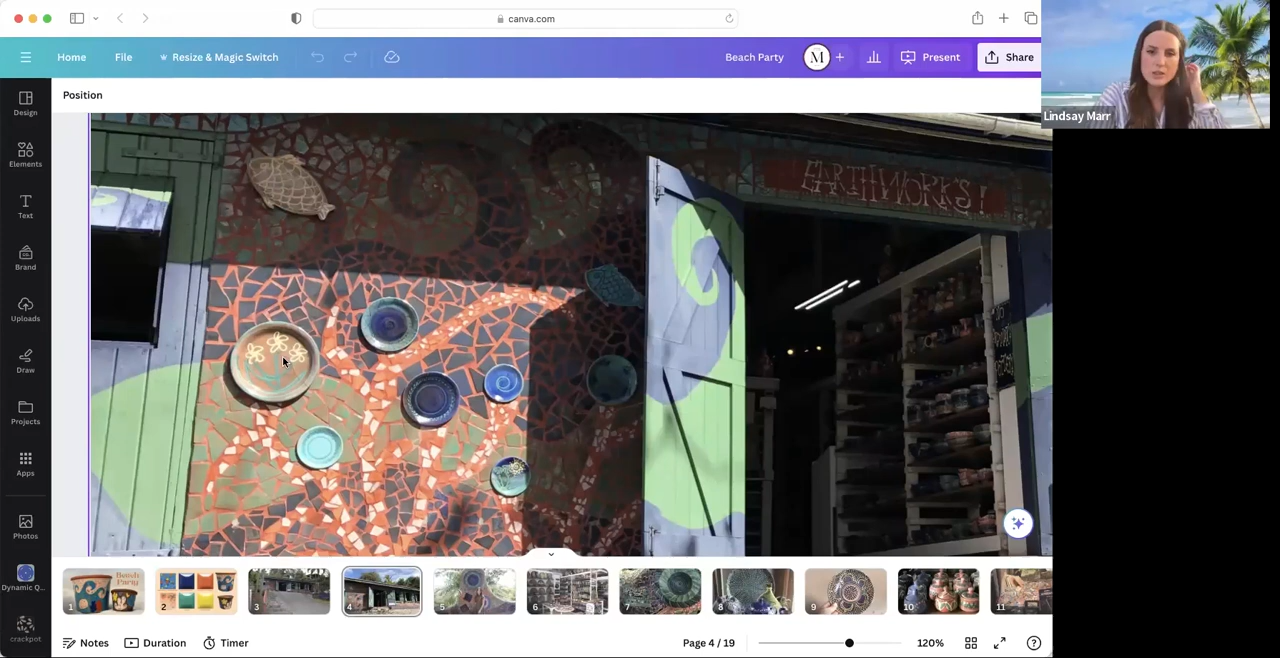 canva.com
Home
File
Resize & Magic Switch
Beach Party
M
Present
Share
Lindsay Marr
Position
Design
Elements
Text
Brand
Uploads
Draw
Projects
Apps
Photos
Dynamic Q...
crackpot
EARTHWORKS!
Beach
Party
1
2
3
4
5
6
7
8
9
10
11
Notes
Duration
Timer
Page 4 / 19
120%